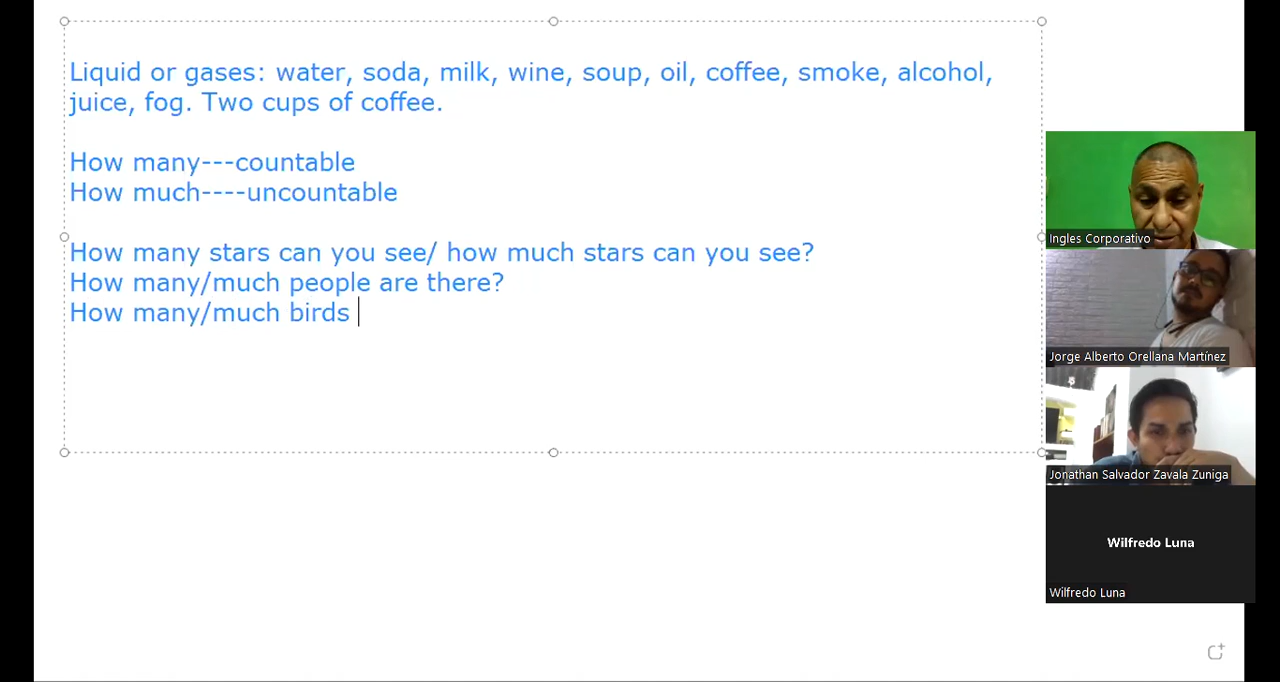 Liquid or gases: water, soda, milk, wine, soup, oil, coffee, smoke, alcohol,
juice, fog. Two cups of coffee.
How many---countable
How much----uncountable
How many stars can you see/ how much stars can you see?
How many/much people are there?
How many/much birds
Ingles Corporativo
Jorge Alberto Orellana Martínez
Jonathan Salvador Zavala Zuniga
Wilfredo Luna
Wilfredo Luna